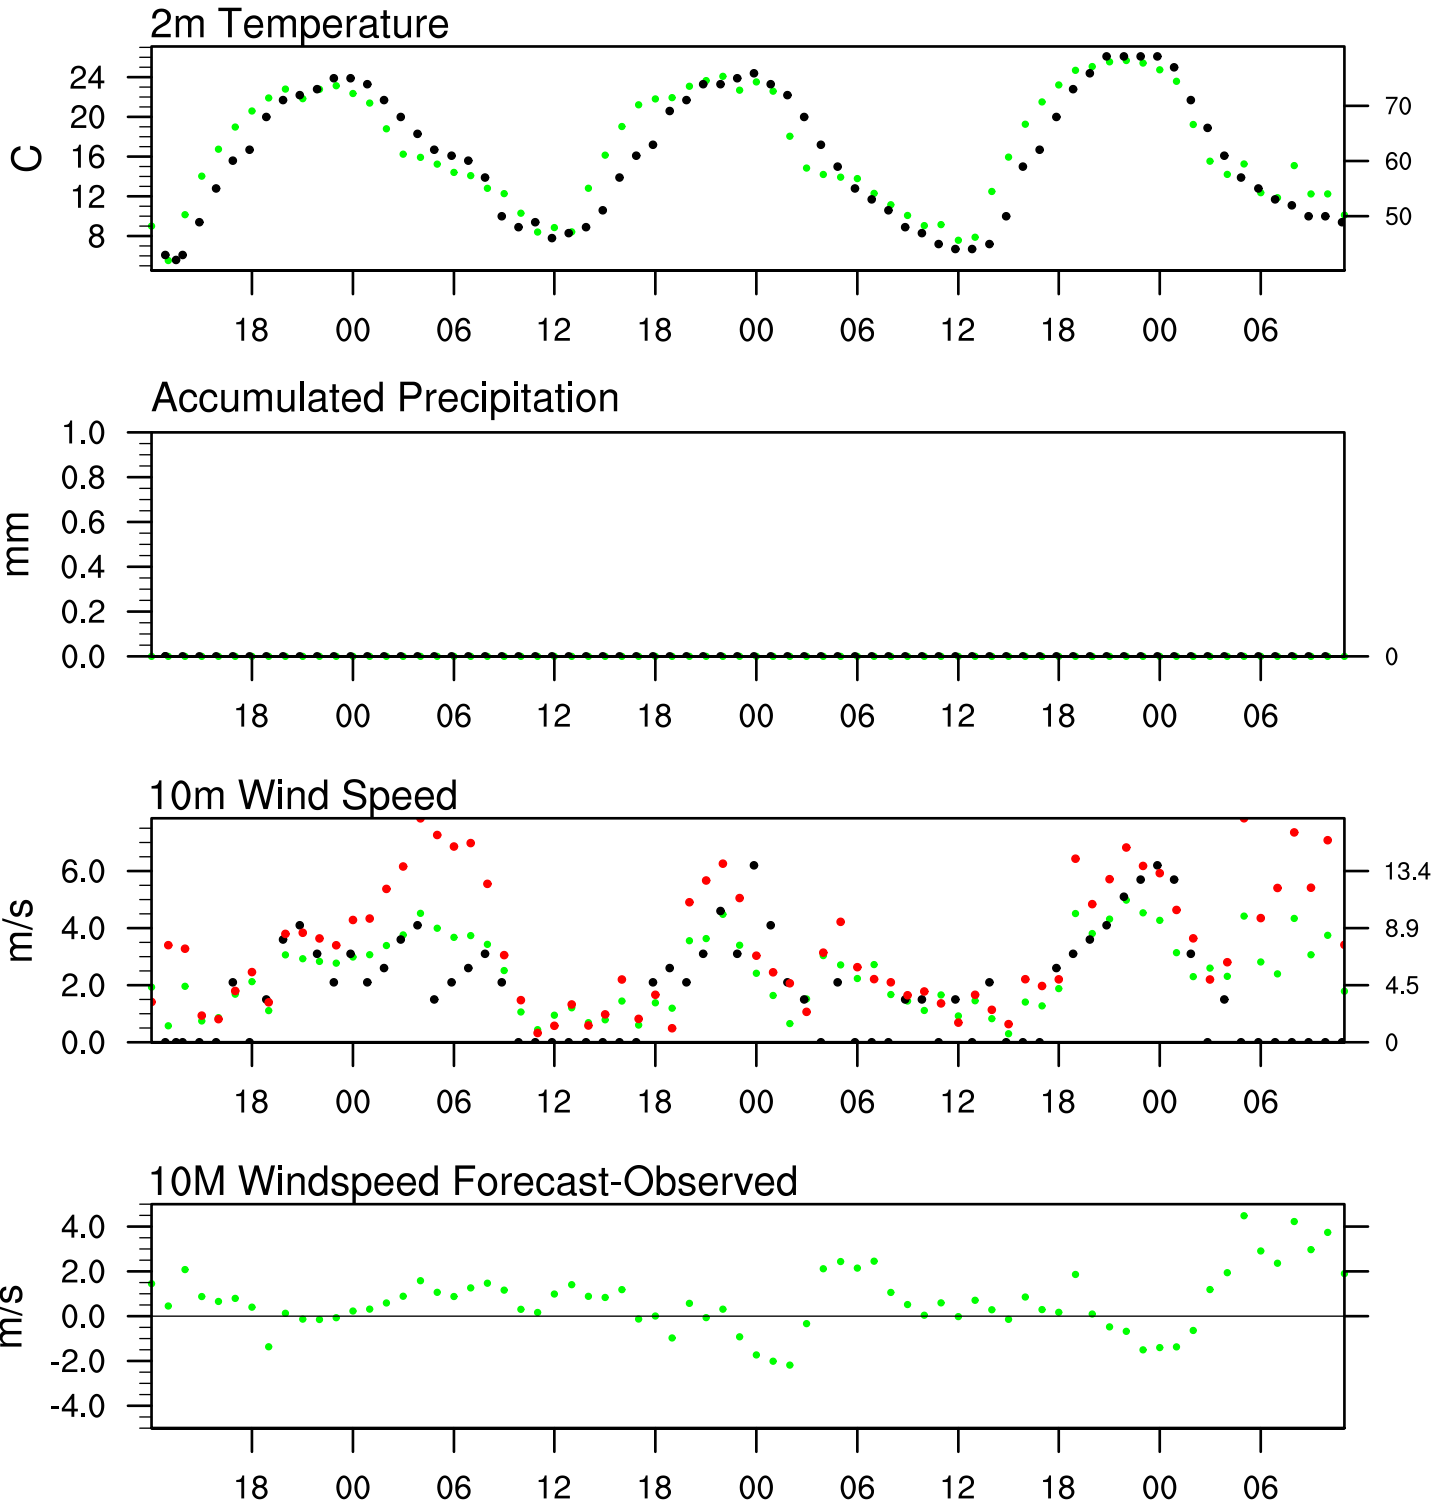 2m Temperature
C
24
20
16
12
8
70
60
50
18 00 06 12 18 00 06 12 18 00 06
Accumulated Precipitation
mm
1.0
0.8
0.6
0.4
0.2
0.0
0
18 00 06 12 18 00 06 12 18 00 06
10m Wind Speed
m/s
6.0
4.0
2.0
0.0
13.4
8.9
4.5
0
18 00 06 12 18 00 06 12 18 00 06
10M Windspeed Forecast-Observed
m/s
4.0
2.0
0.0
-2.0
-4.0
18 00 06 12 18 00 06 12 18 00 06